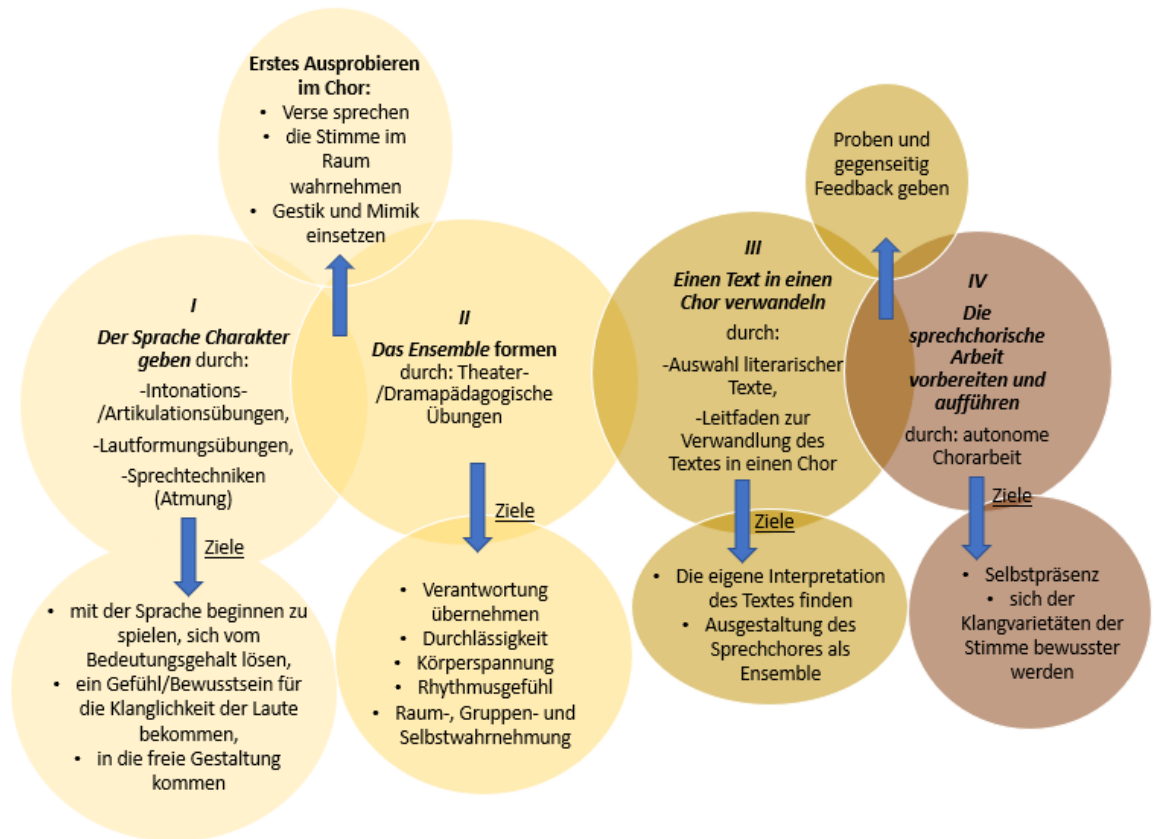 Erstes Ausprobieren
im Chor:
• Verse sprechen
• die Stimme im
Raum
wahrnehmen
• Gestik und Mimik
einsetzen
I
Der Sprache Charakter
geben durch:
-Intonations-
/Artikulationsübungen,
-Lautformungsübungen,
-Sprechtechniken
(Atmung)
Ziele
• mit der Sprache beginnen zu
spielen, sich vom
Bedeutungsgehalt lösen,
• ein Gefühl/Bewusstsein für
die Klanglichkeit der Laute
bekommen,
• in die freie Gestaltung
kommen
II
Das Ensemble formen
durch: Theater-
/Dramapädagogische
Übungen
Ziele
• Verantwortung
übernehmen
• Durchlässigkeit
• Körperspannung
• Rhythmusgefühl
• Raum-, Gruppen- und
Selbstwahrnehmung
Proben und
gegenseitig
Feedback geben
III
Einen Text in einen
Chor verwandeln
durch:
-Auswahl literarischer
Texte,
-Leitfaden zur
Verwandlung des
Textes in einen Chor
Ziele
• Die eigene Interpretation
des Textes finden
• Ausgestaltung des
Sprechchores als
Ensemble
IV
Die
sprechchorische
Arbeit
vorbereiten und
aufführen
durch: autonome
Chorarbeit
Ziele
• Selbstpräsenz
• sich der
Klangvarietäten der
Stimme bewusster
werden